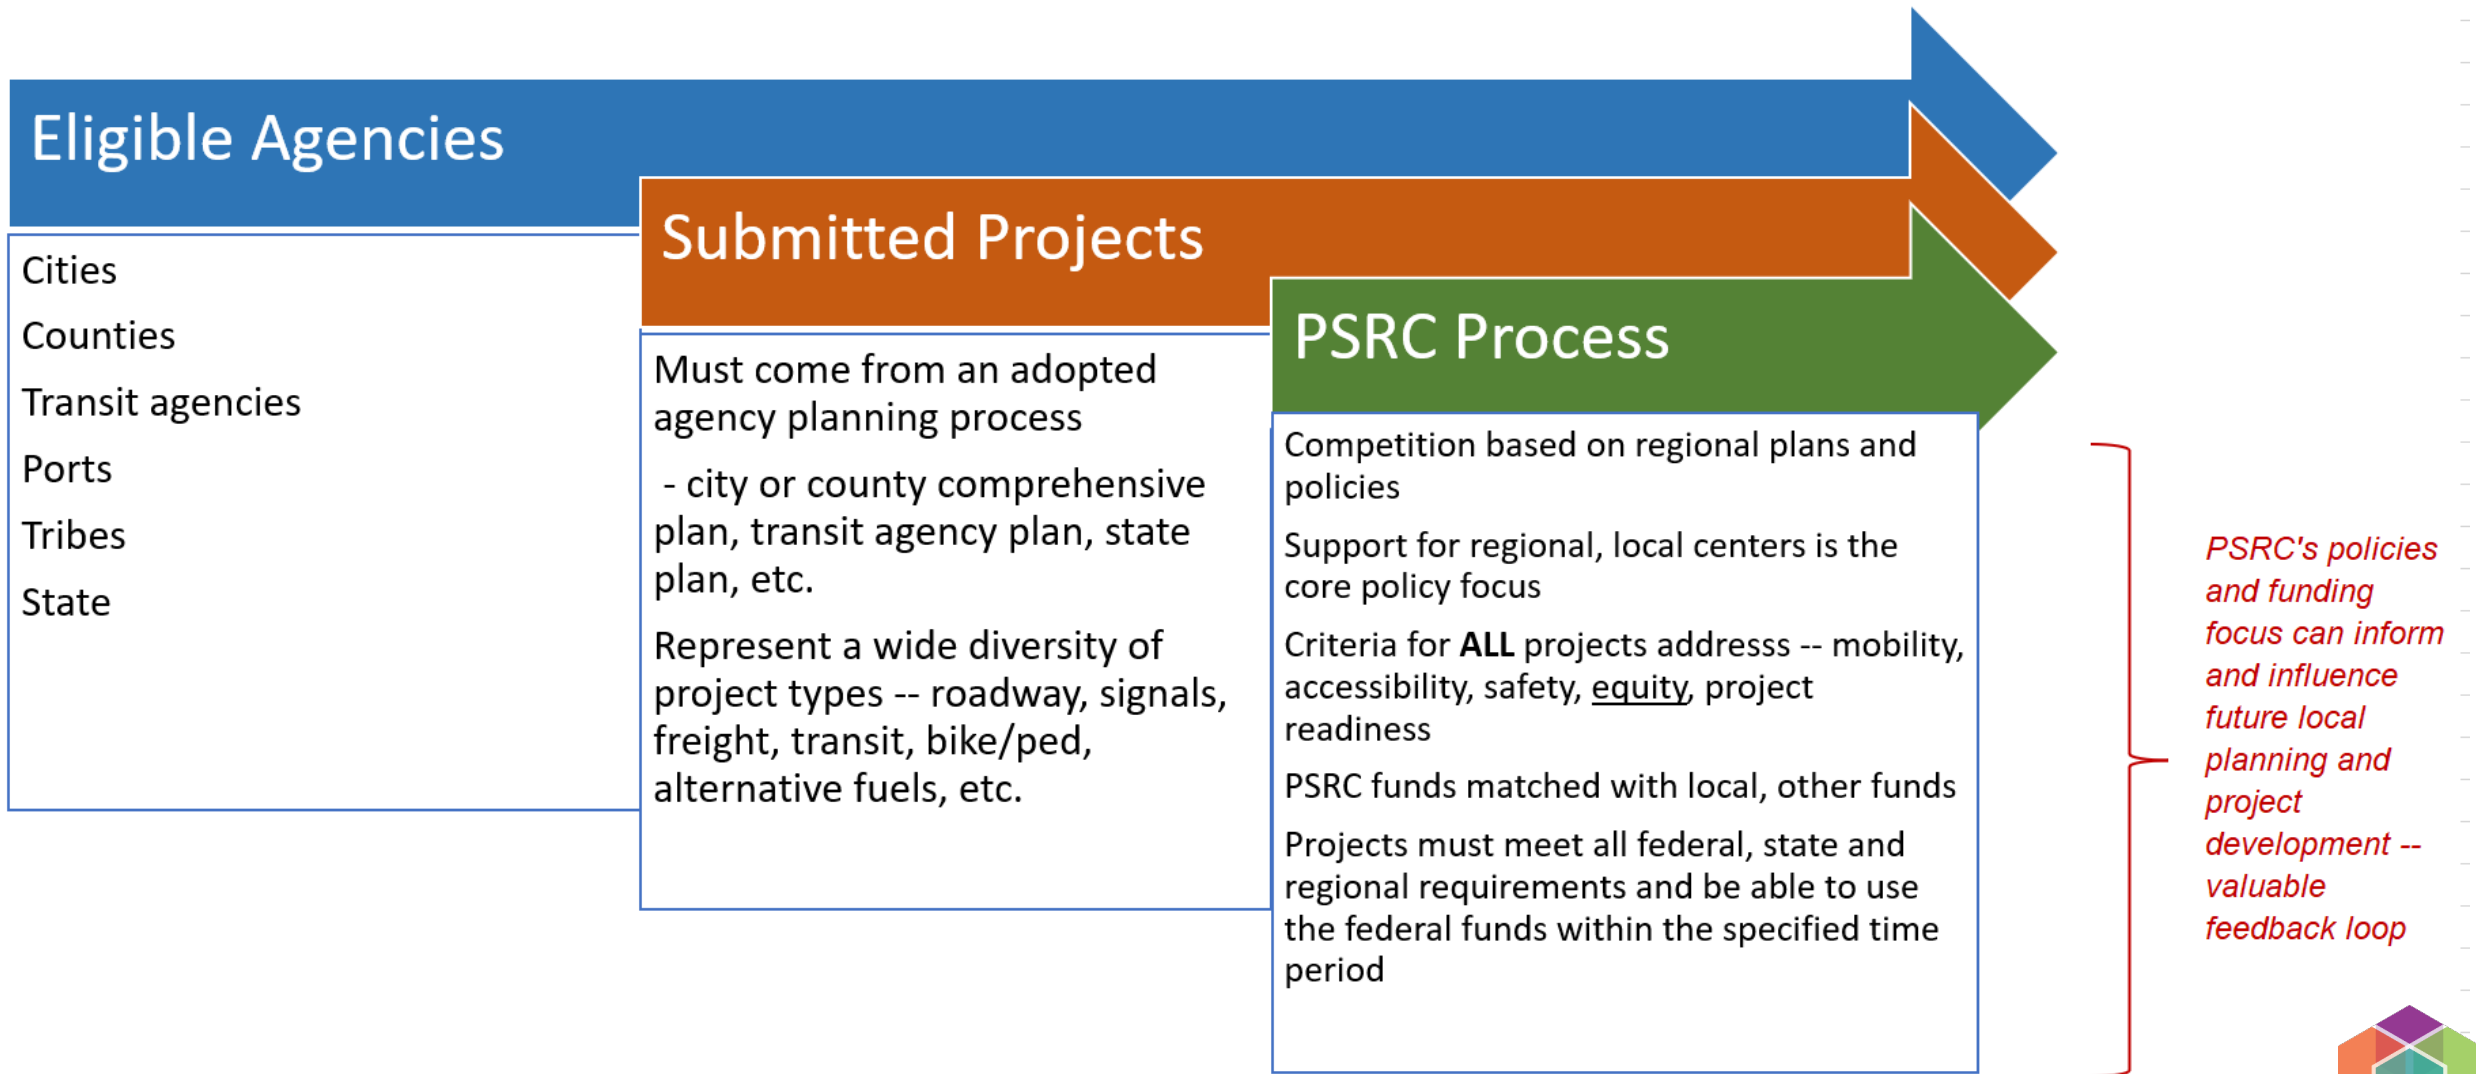 Eligible Agencies
Cities
Counties
Transit agencies
Ports
Tribes
State
Submitted Projects
Must come from an adopted
agency planning process
- city or county comprehensive
plan, transit agency plan, state
plan, etc.
Represent a wide diversity of
project types -- roadway, signals,
freight, transit, bike/ped,
alternative fuels, etc.
PSRC Process
Competition based on regional plans and
policies
Support for regional, local centers is the
core policy focus
Criteria for ALL projects addresss -- mobility,
accessibility, safety, equity, project
readiness
PSRC funds matched with local, other funds
Projects must meet all federal, state and
regional requirements and be able to use
the federal funds within the specified time
period
PSRC's policies
and funding
focus can inform
and influence
future local
planning and
project
development --
valuable
feedback loop